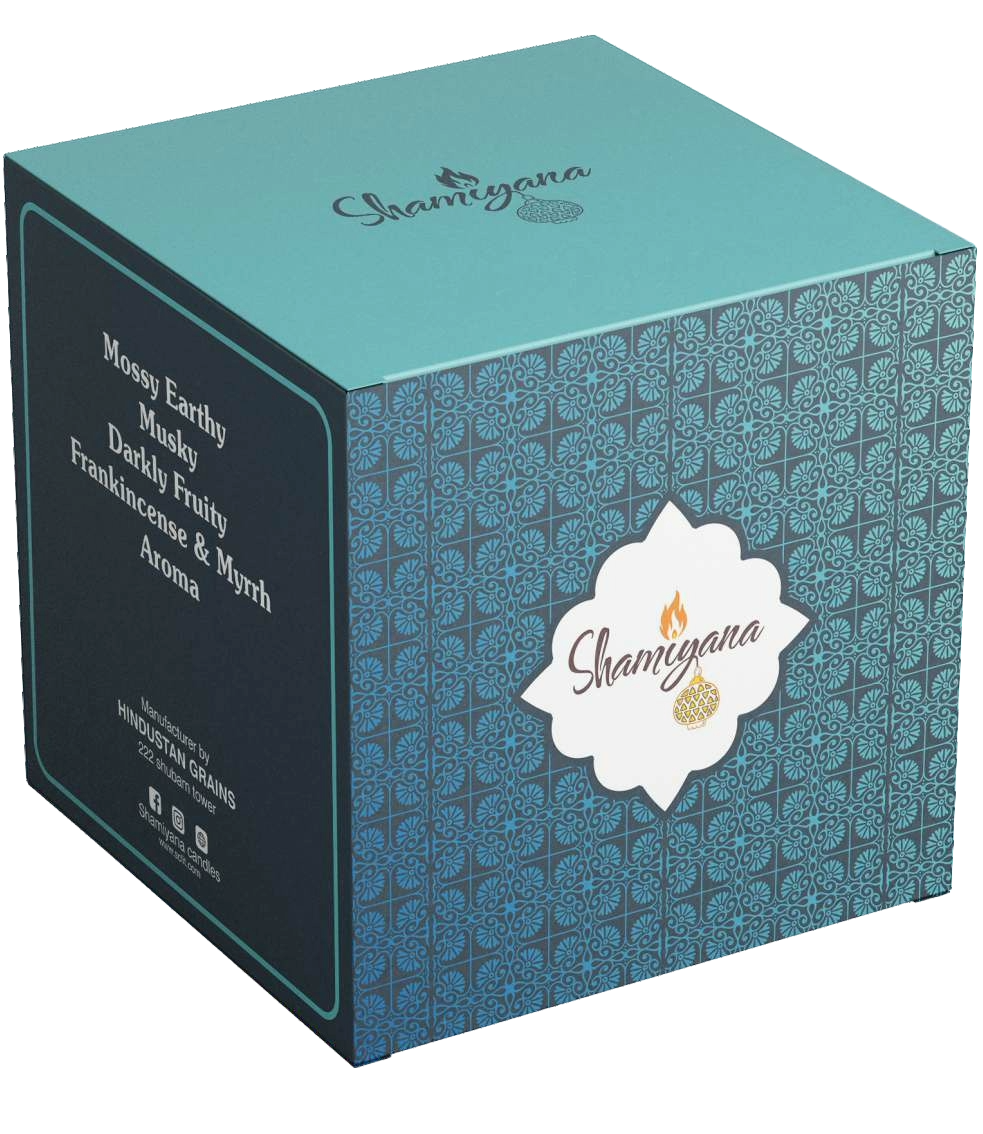 Shamiyana
Mossy Earthy
Musky
Darkly Fruity
Frankincense & Myrrh
Aroma
Manufacturer by
HINDUSTAN GRAINS
222 shubam tower
Shamiyana candles
Shamiyana